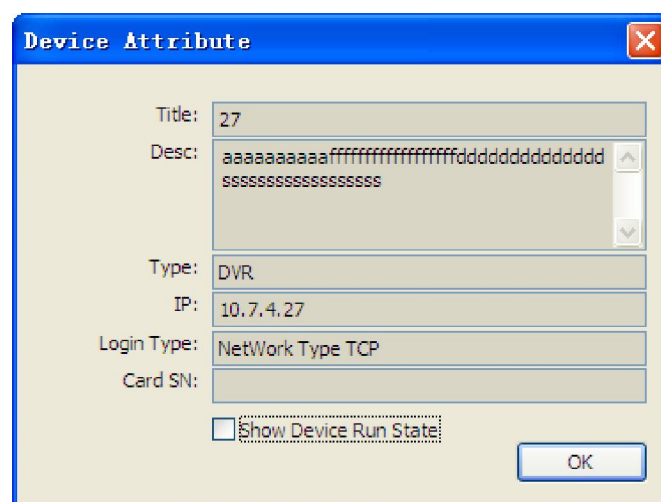 Device Attribute
Title: 27
Desc: aaaaaaaaaaffffffffffffffffffdddddddddddddd
ssssssssssssssssss
Type: DVR
IP: 10.7.4.27
Login Type: NetWork Type TCP
Card SN:
Show Device Run State
OK